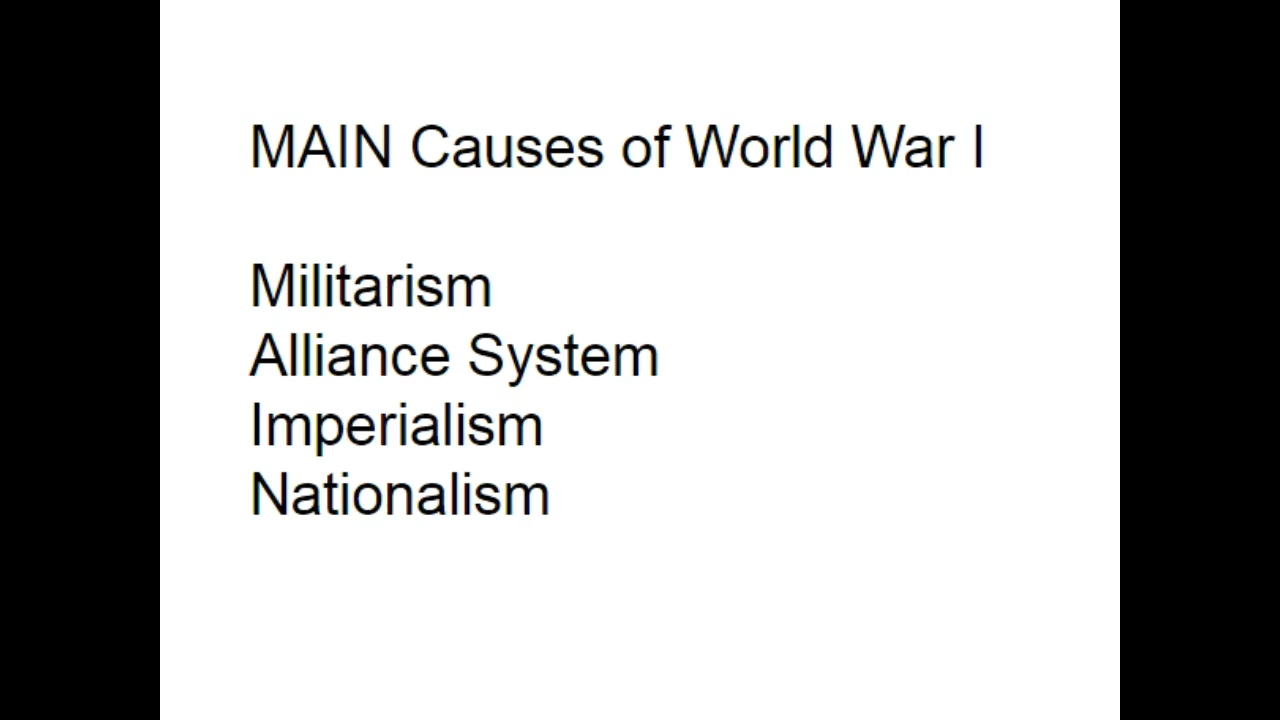 MAIN Causes of World War I
Militarism
Alliance System
Imperialism
Nationalism